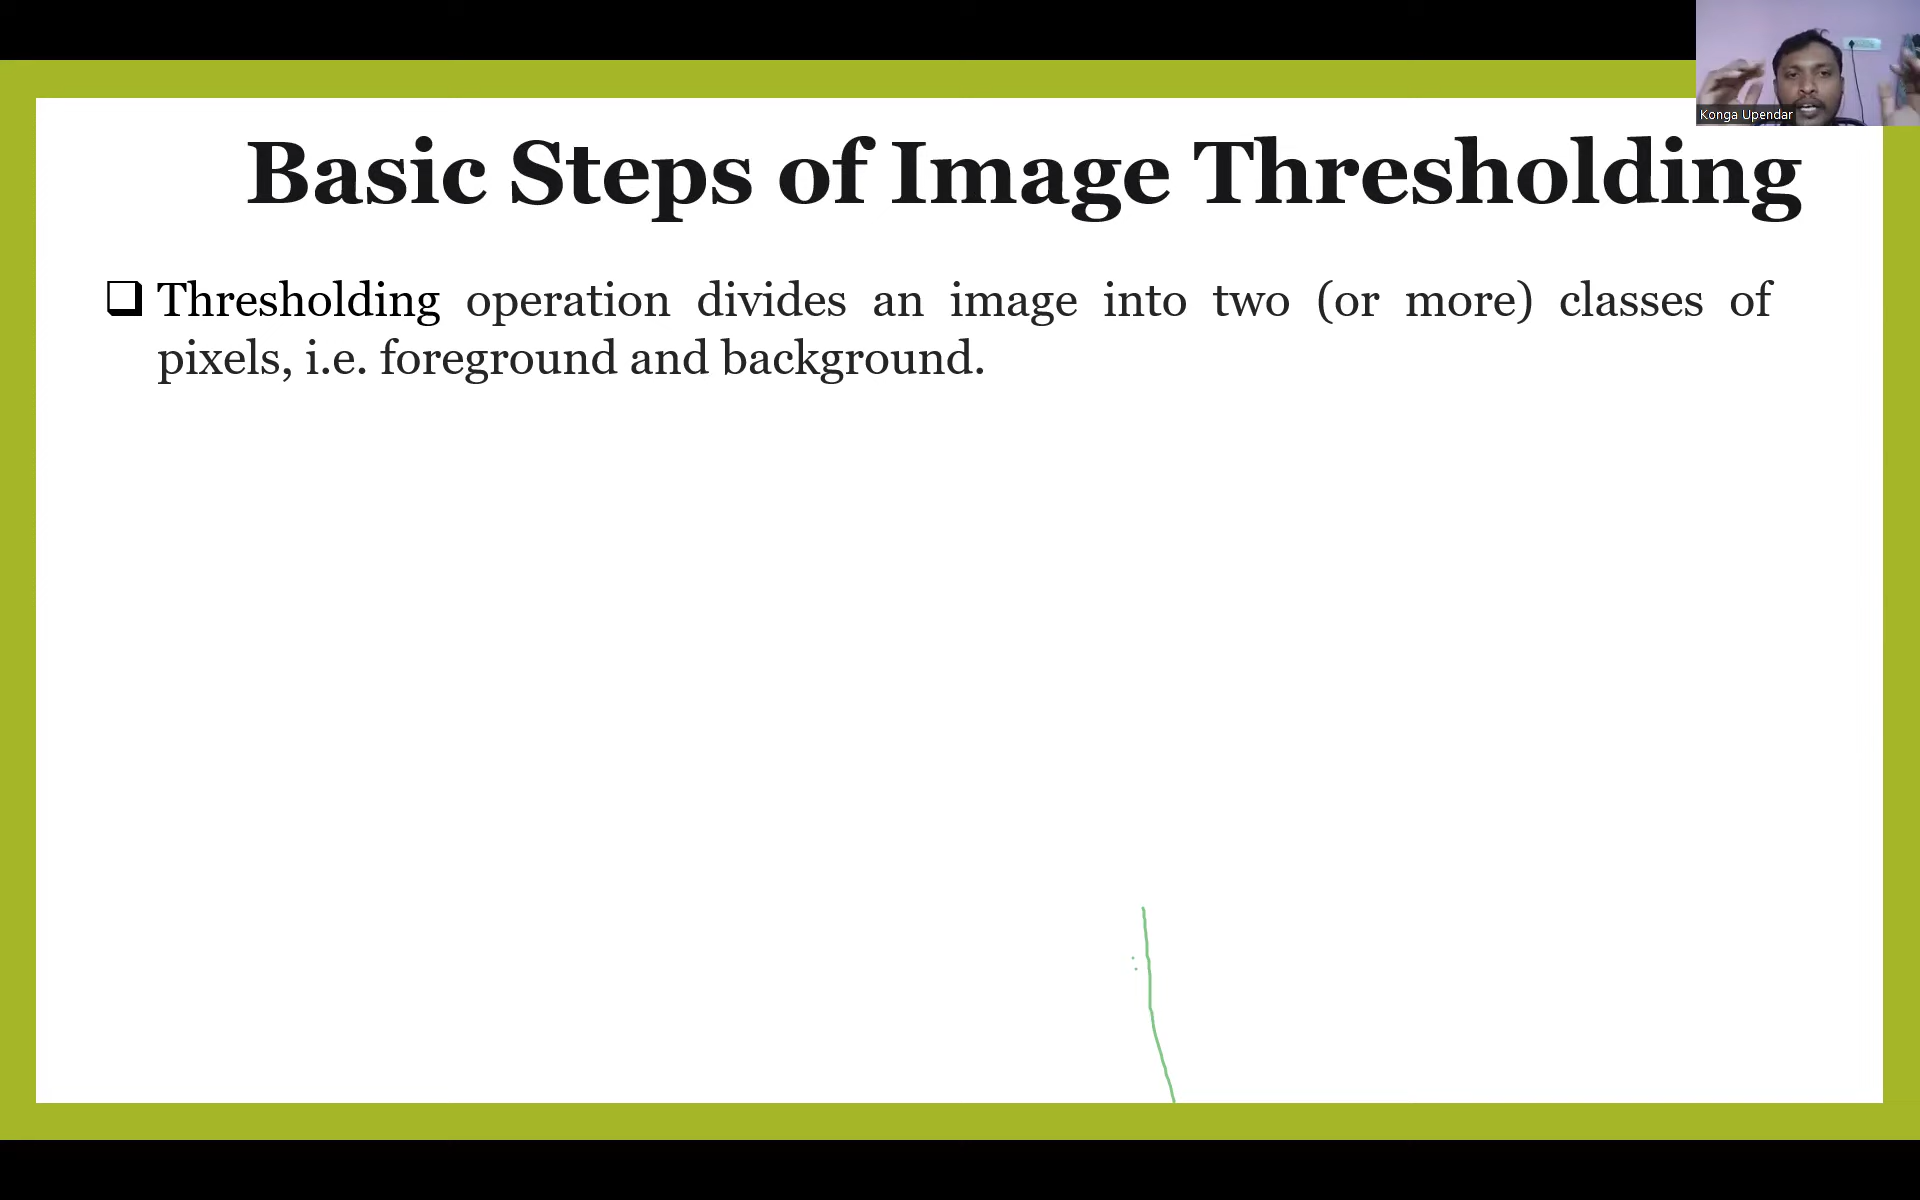 Konga Upendar
Basic Steps of Image Thresholding
Thresholding operation divides an image into two (or more) classes of
pixels, i.e. foreground and background.